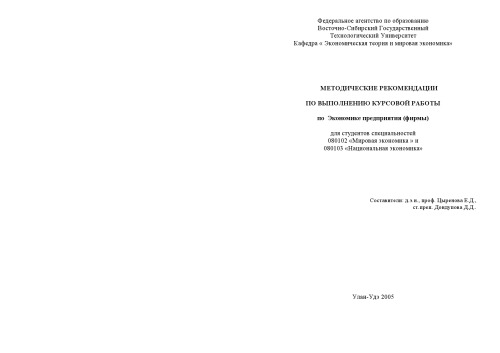 Федеральное агентство по образованию
Восточно-Сибирский Государственный
Технологический Университет
Кафедра « Экономическая теория и мировая экономика»
МЕТОДИЧЕСКИЕ РЕКОМЕНДАЦИИ
ПО ВЫПОЛНЕНИЮ КУРСОВОЙ РАБОТЫ
по Экономике предприятия (фирмы)
для студентов специальностей
080102 «Мировая экономика » и
080103 «Национальная экономика»
Составители: д.э.н., проф. Цыренова Е.Д.,
ст.преп. Дондукова Д.Д.
Улан-Удэ 2005